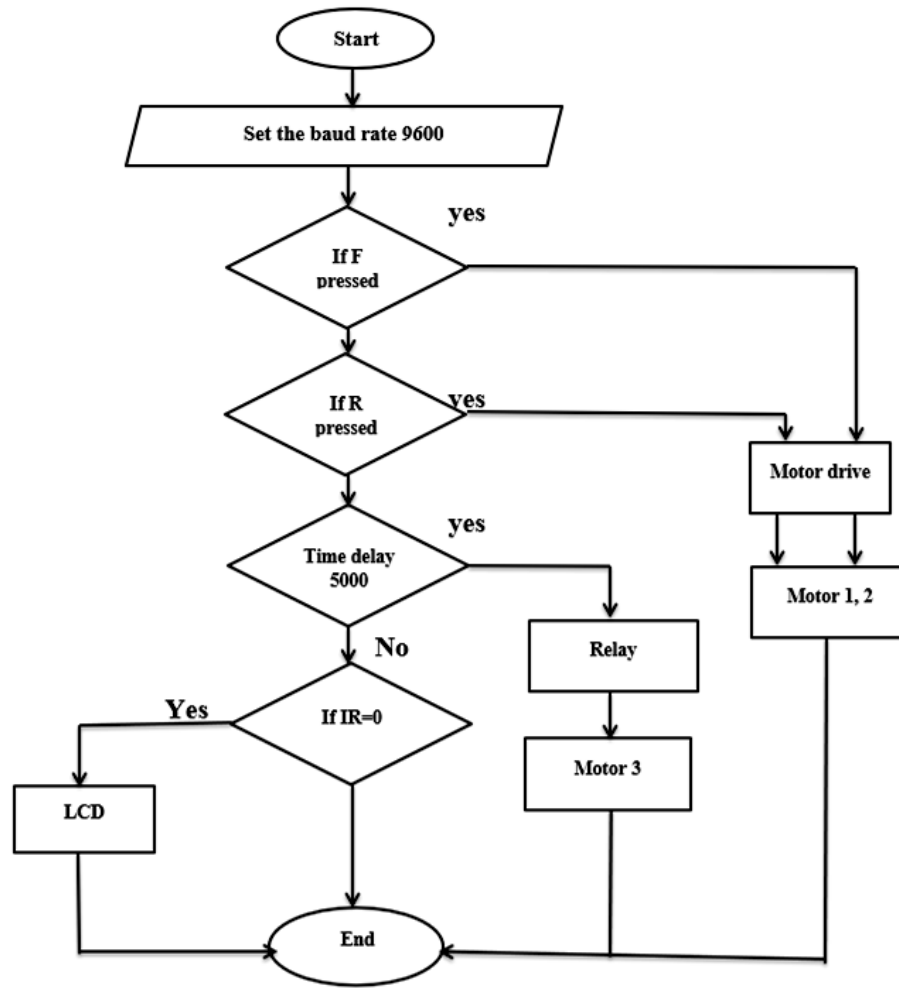 Start
Set the baud rate 9600
yes
If F
pressed
yes
If R
pressed
Motor drive
yes
Time delay
5000
Motor 1, 2
No
Relay
Yes
If IR=0
Motor 3
LCD
End